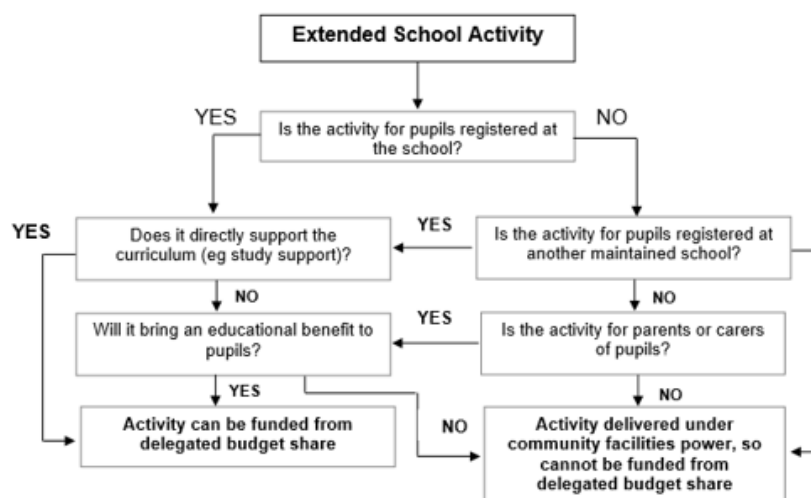 Extended School Activity
YES
NO
Is the activity for pupils registered at
the school?
YES
Does it directly support the
curriculum (eg study support)?
YES
Is the activity for pupils registered at
another maintained school?
NO
NO
Will it bring an educational benefit to
pupils?
YES
Is the activity for parents or carers
of pupils?
YES
NO
Activity can be funded from
delegated budget share
NO
Activity delivered under
community facilities power, so
cannot be funded from
delegated budget share